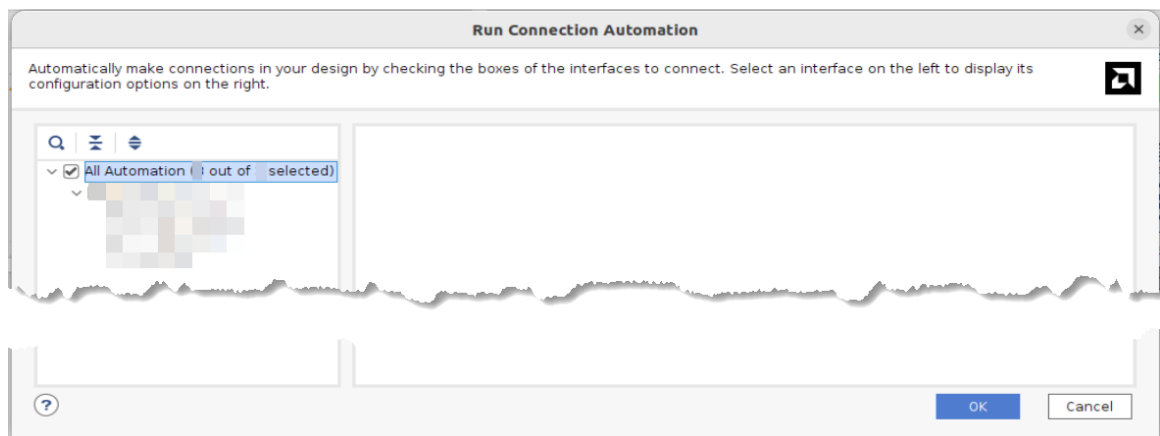 Run Connection Automation
Automatically make connections in your design by checking the boxes of the interfaces to connect. Select an interface on the left to display its
configuration options on the right.
All Automation ( out of selected)
?
OK
Cancel